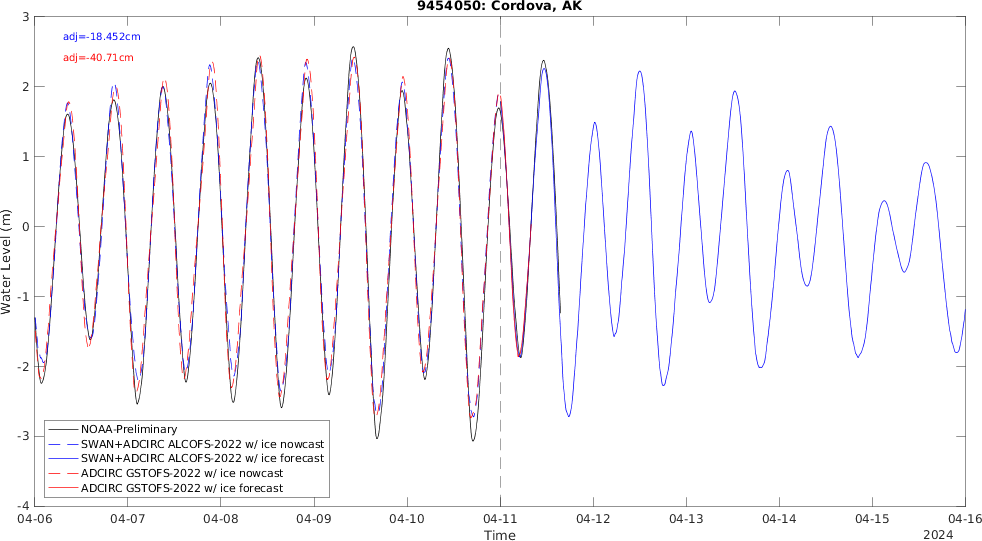 9454050: Cordova, AK
adj=-18.452cm
adj=-40.71cm
Water Level (m)
3
2
1
0
-1
-2
-3
-4
NOAA-Preliminary
SWAN+ADCIRC ALCOFS-2022 w/ ice nowcast
SWAN+ADCIRC ALCOFS-2022 w/ ice forecast
ADCIRC GSTOFS-2022 w/ ice nowcast
ADCIRC GSTOFS-2022 w/ ice forecast
04-06 04-07 04-08 04-09 04-10 04-11 04-12 04-13 04-14 04-15 04-16
Time
2024